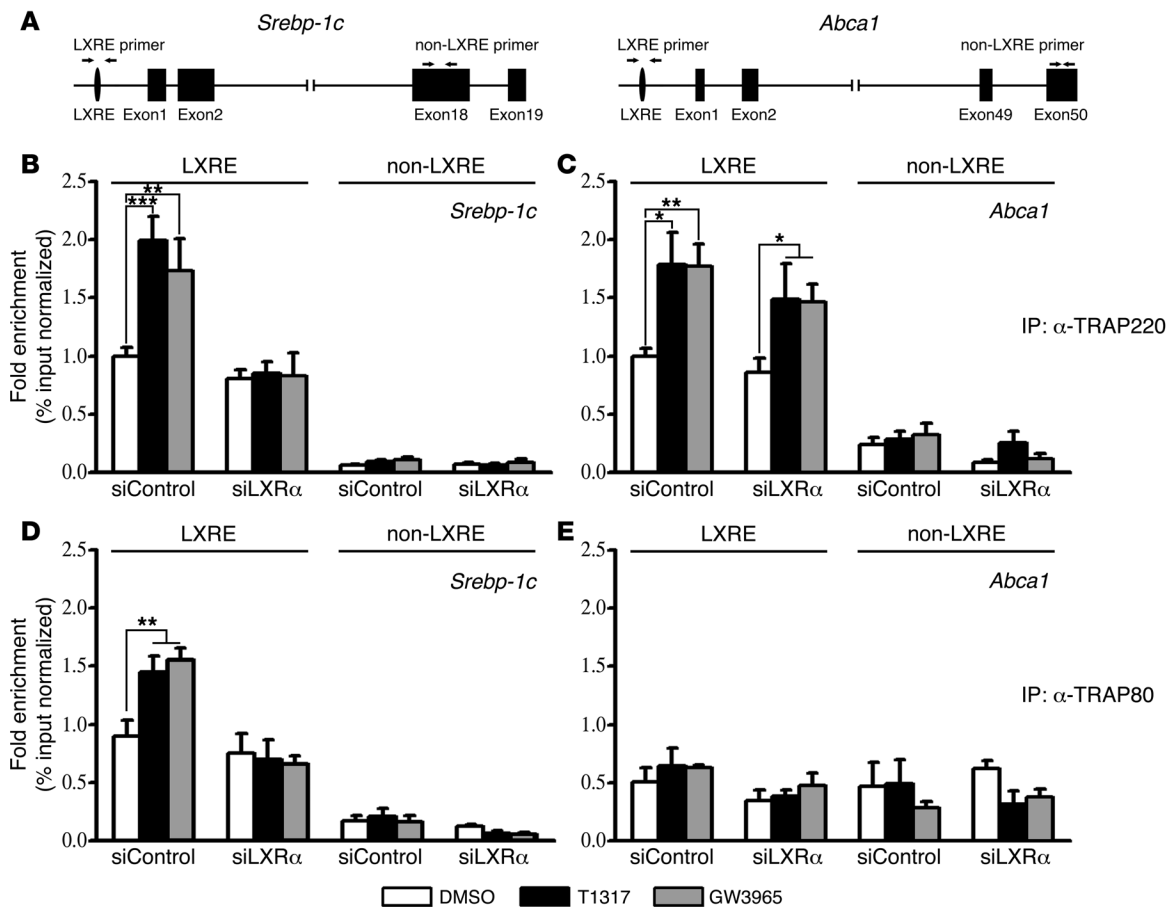 A
Srebp-1c
Abca1
LXRE primer
non-LXRE primer
LXRE primer
non-LXRE primer
LXRE Exon1 Exon2 Exon18 Exon19
LXRE Exon1 Exon2 Exon49 Exon50
B
LXRE
non-LXRE
Srebp-1c
Fold enrichment
(% input normalized)
2.5
2.0
1.5
1.0
0.5
0.0
**
***
siControl siLXRα siControl siLXRα
C
LXRE
non-LXRE
Abca1
2.5
2.0
1.5
1.0
0.5
0.0
**
*
*
siControl siLXRα siControl siLXRα
IP: α-TRAP220
D
LXRE
non-LXRE
Srebp-1c
Fold enrichment
(% input normalized)
2.5
2.0
1.5
1.0
0.5
0.0
**
siControl siLXRα siControl siLXRα
E
LXRE
non-LXRE
Abca1
2.5
2.0
1.5
1.0
0.5
0.0
siControl siLXRα siControl siLXRα
IP: α-TRAP80
DMSO T1317 GW3965